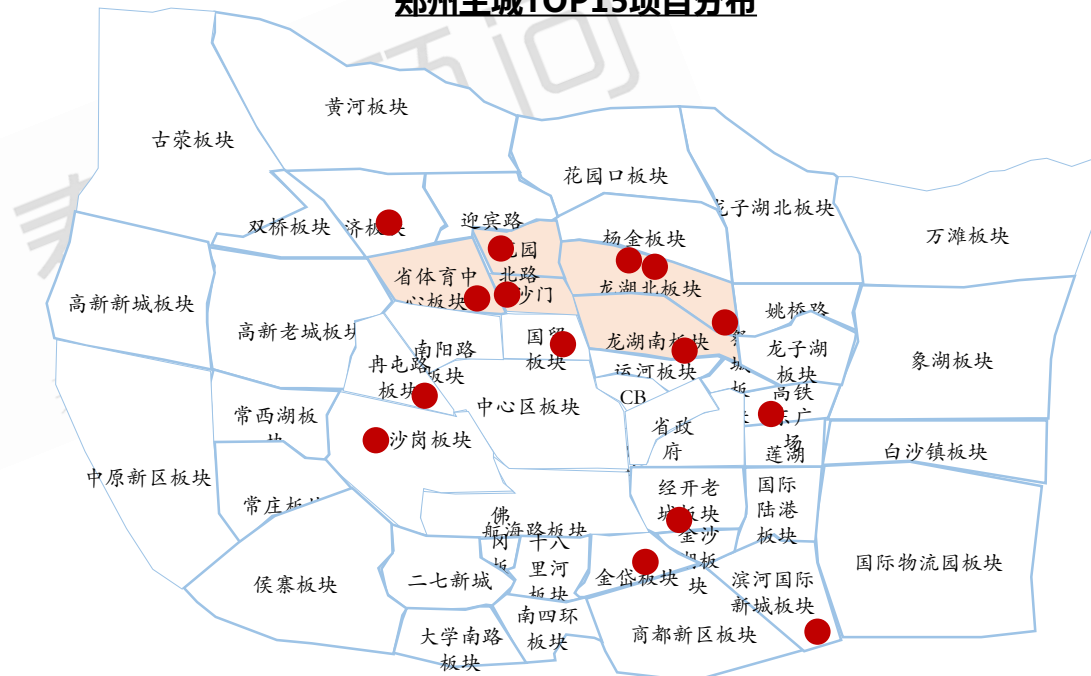 郑州主城TOP15项目分布
黄河板块
古荥板块
花园口板块
龙子湖北板块
双桥板块
济板块
迎宾路
杨金板块
万滩板块
花园
北路
省体育中
心板块
沙门
龙湖北板块
高新新城板块
高新老城板块
姚桥路
国贸
板块
龙湖南板块
龙子湖
板块
象湖板块
南阳路
板块
冉屯路
板块
运河板块
城
板
高铁
东广
场
CB
中心区板块
常西湖板
省政
府
沙岗板块
莲湖
白沙镇板块
中原新区板块
常庄板块
经开老
城板块
国际
陆港
板块
佛
冈
板
航海路板块
金沙
板
块
十八
里河
板块
侯寨板块
二七新城
金岱板块
滨河国际
新城板块
国际物流园板块
南四环
板块
大学南路
板块
商都新区板块